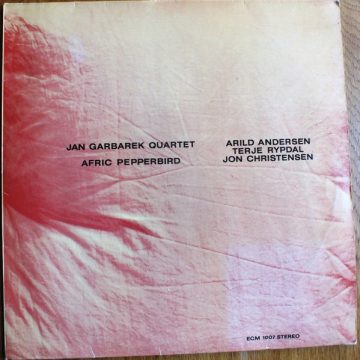 JAN GARBAREK QUARTET
AFRIC PEPPERBIRD
ARILD ANDERSEN
TERJE RYPDAL
JON CHRISTENSEN
ECM 1007 STEREO